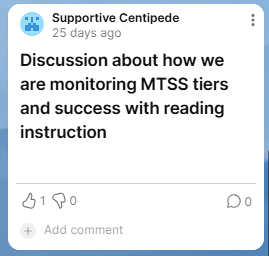 Supportive Centipede
25 days ago
Discussion about how we
are monitoring MTSS tiers
and success with reading
instruction
1 0 0
Add comment